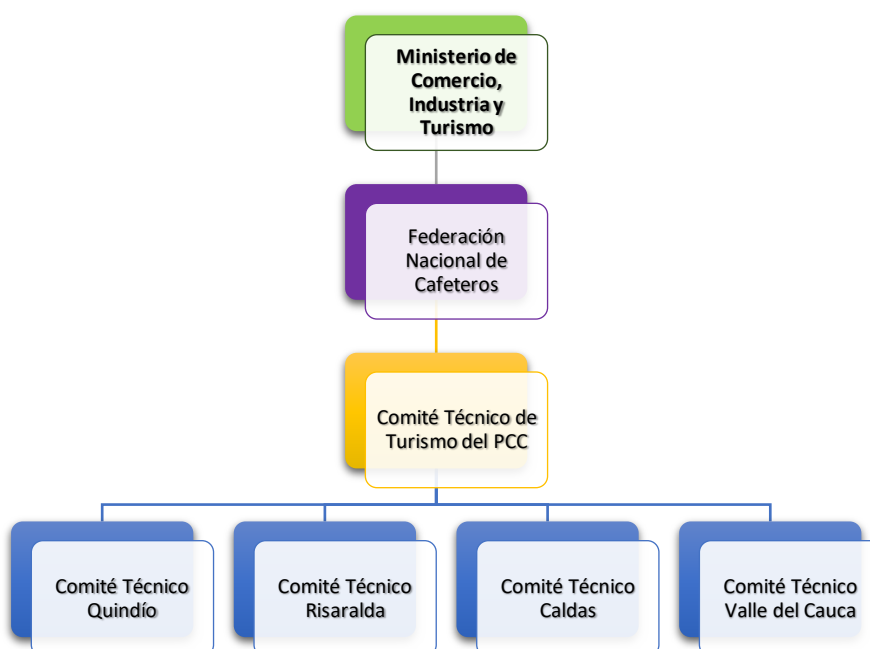 Ministerio de
Comercio,
Industria y
Turismo
Federación
Nacional de
Cafeteros
Comité Técnico de
Turismo del PCC
Comité Técnico
Quindío
Comité Técnico
Risaralda
Comité Técnico
Caldas
Comité Técnico
Valle del Cauca